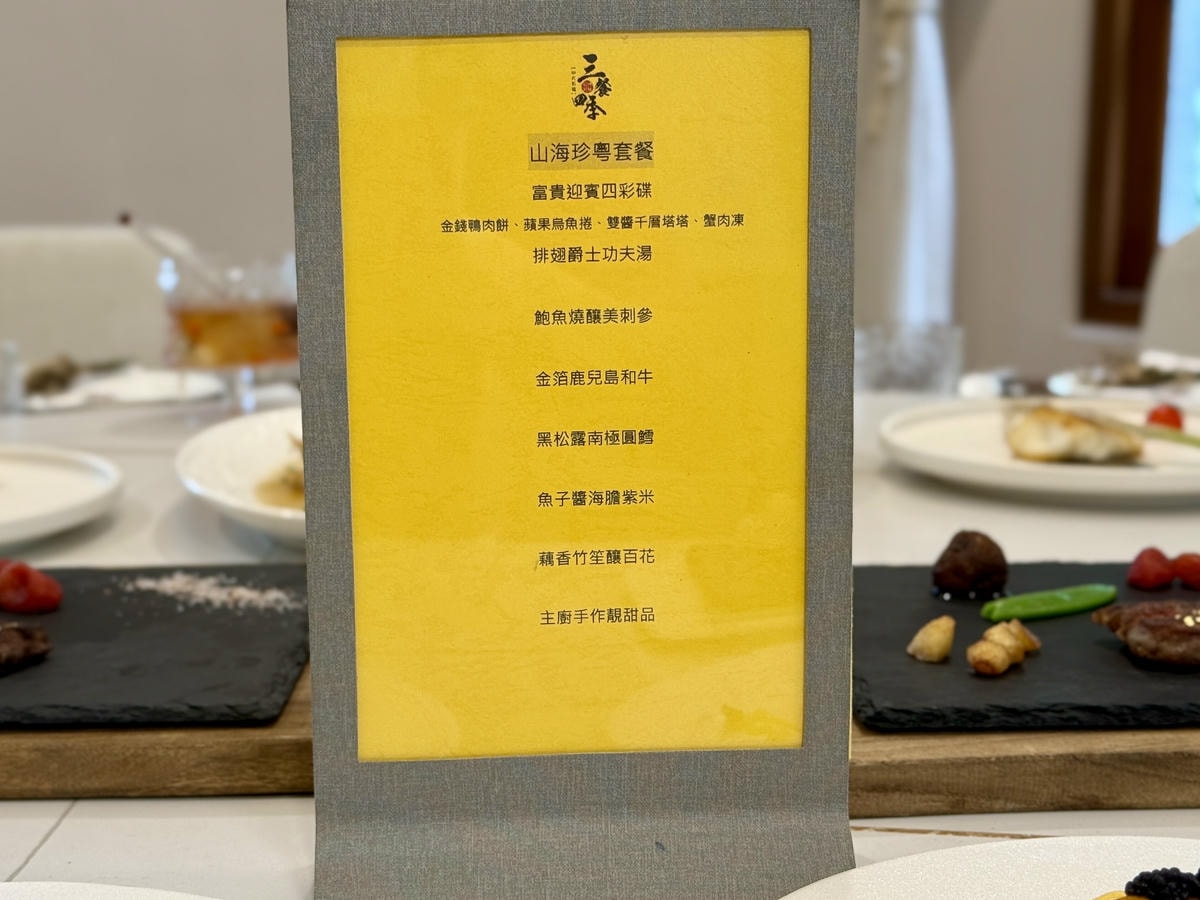 三餐四季
山海珍粵套餐
富貴迎賓四彩碟
金錢鴨肉餅、蘋果烏魚捲、雙醬千層塔塔、蟹肉凍
排翅爵士功夫湯
鮑魚燒釀美刺參
金箔鹿兒島和牛
黑松露南極圓鱈
魚子醬海膽紫米
藕香竹笙釀百花
主廚手作靚甜品